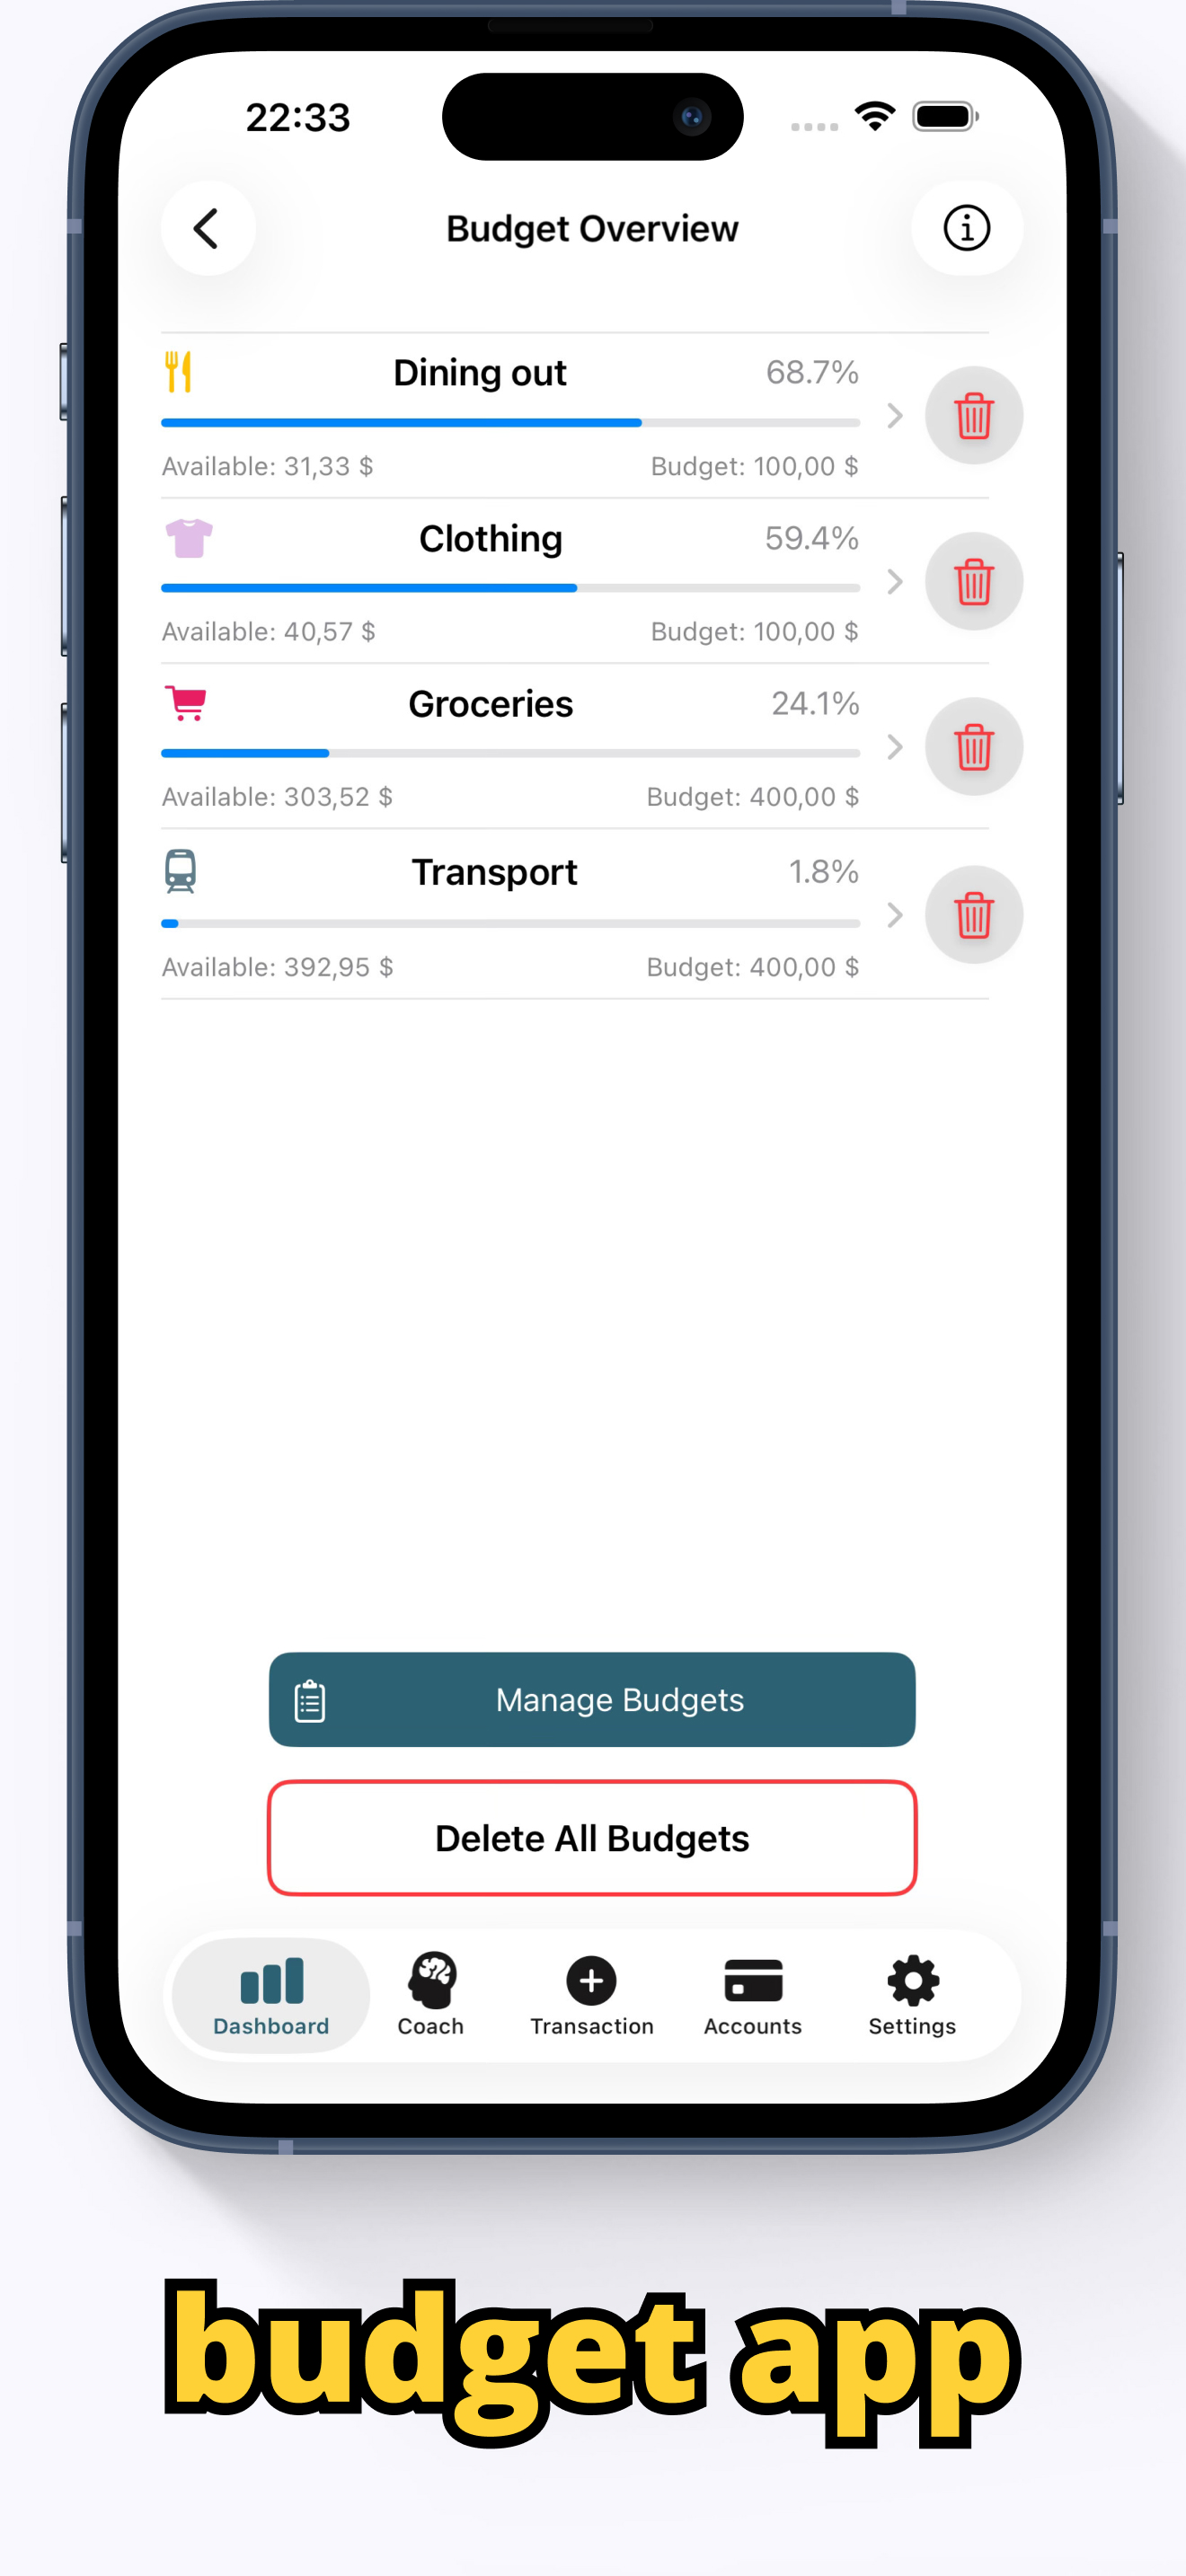 22:33
Budget Overview
Dining out 68.7%
Available: 31,33 $ Budget: 100,00 $
Clothing 59.4%
Available: 40,57 $ Budget: 100,00 $
Groceries 24.1%
Available: 303,52 $ Budget: 400,00 $
Transport 1.8%
Available: 392,95 $ Budget: 400,00 $
Manage Budgets
Delete All Budgets
Dashboard Coach Transaction Accounts Settings
budget app